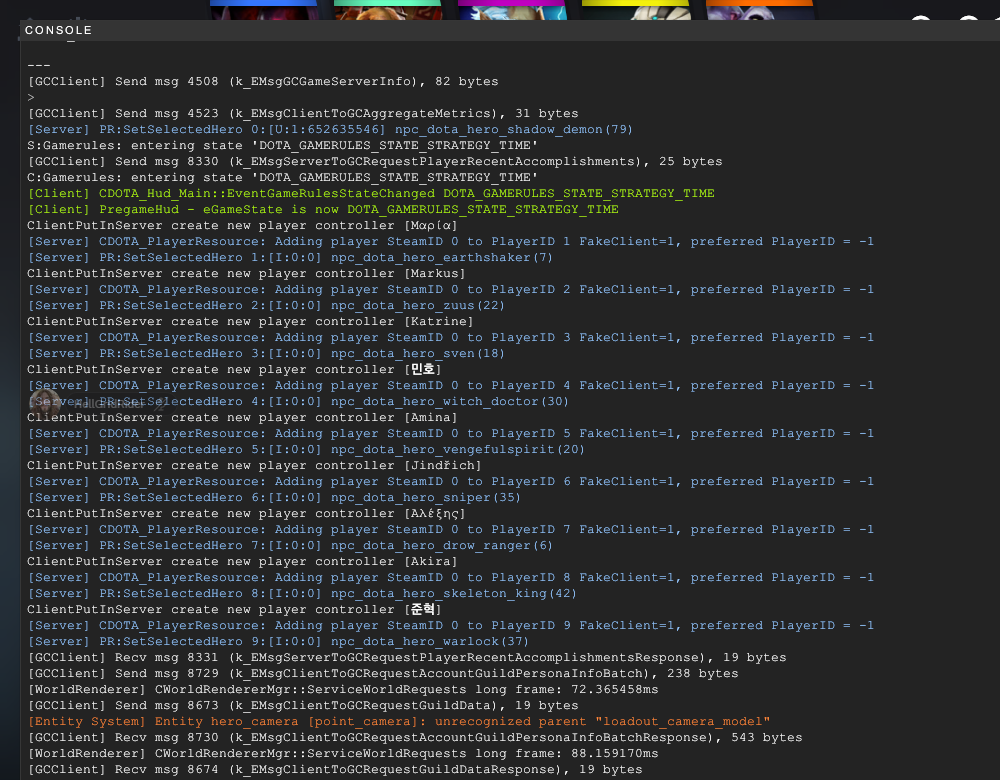 CONSOLE
---
[GCClient] Send msg 4508 (k_EMsgGCGameServerInfo), 82 bytes
>
[GCClient] Send msg 4523 (k_EMsgClientToGCAggregateMetrics), 31 bytes
[Server] PR:SetSelectedHero 0:[U:1:652635546] npc_dota_hero_shadow_demon(79)
S:Gamerules: entering state 'DOTA_GAMERULES_STATE_STRATEGY_TIME'
[GCClient] Send msg 8330 (k_EMsgServerToGCRequestPlayerRecentAccomplishments), 25 bytes
C:Gamerules: entering state 'DOTA_GAMERULES_STATE_STRATEGY_TIME'
[Client] CDOTA_Hud_Main::EventGameRulesStateChanged DOTA_GAMERULES_STATE_STRATEGY_TIME
[Client] PregameHud - eGameState is now DOTA_GAMERULES_STATE_STRATEGY_TIME
ClientPutInServer create new player controller [Μαρία]
[Server] CDOTA_PlayerResource: Adding player SteamID 0 to PlayerID 1 FakeClient=1, preferred PlayerID = -1
[Server] PR:SetSelectedHero 1:[I:0:0] npc_dota_hero_earthshaker(7)
ClientPutInServer create new player controller [Markus]
[Server] CDOTA_PlayerResource: Adding player SteamID 0 to PlayerID 2 FakeClient=1, preferred PlayerID = -1
[Server] PR:SetSelectedHero 2:[I:0:0] npc_dota_hero_zuus(22)
ClientPutInServer create new player controller [Katrine]
[Server] CDOTA_PlayerResource: Adding player SteamID 0 to PlayerID 3 FakeClient=1, preferred PlayerID = -1
[Server] PR:SetSelectedHero 3:[I:0:0] npc_dota_hero_sven(18)
ClientPutInServer create new player controller [민호]
[Server] CDOTA_PlayerResource: Adding player SteamID 0 to PlayerID 4 FakeClient=1, preferred PlayerID = -1
[Server] PR:SetSelectedHero 4:[I:0:0] npc_dota_hero_witch_doctor(30)
ClientPutInServer create new player controller [Amina]
[Server] CDOTA_PlayerResource: Adding player SteamID 0 to PlayerID 5 FakeClient=1, preferred PlayerID = -1
[Server] PR:SetSelectedHero 5:[I:0:0] npc_dota_hero_vengefulspirit(20)
ClientPutInServer create new player controller [Jindřich]
[Server] CDOTA_PlayerResource: Adding player SteamID 0 to PlayerID 6 FakeClient=1, preferred PlayerID = -1
[Server] PR:SetSelectedHero 6:[I:0:0] npc_dota_hero_sniper(35)
ClientPutInServer create new player controller [Αλέξης]
[Server] CDOTA_PlayerResource: Adding player SteamID 0 to PlayerID 7 FakeClient=1, preferred PlayerID = -1
[Server] PR:SetSelectedHero 7:[I:0:0] npc_dota_hero_drow_ranger(6)
ClientPutInServer create new player controller [Akira]
[Server] CDOTA_PlayerResource: Adding player SteamID 0 to PlayerID 8 FakeClient=1, preferred PlayerID = -1
[Server] PR:SetSelectedHero 8:[I:0:0] npc_dota_hero_skeleton_king(42)
ClientPutInServer create new player controller [준혁]
[Server] CDOTA_PlayerResource: Adding player SteamID 0 to PlayerID 9 FakeClient=1, preferred PlayerID = -1
[Server] PR:SetSelectedHero 9:[I:0:0] npc_dota_hero_warlock(37)
[GCClient] Recv msg 8331 (k_EMsgServerToGCRequestPlayerRecentAccomplishmentsResponse), 19 bytes
[GCClient] Send msg 8729 (k_EMsgClientToGCRequestAccountGuildPersonaInfoBatch), 238 bytes
[WorldRenderer] CWorldRendererMgr::ServiceWorldRequests long frame: 72.365458ms
[GCClient] Send msg 8673 (k_EMsgClientToGCRequestGuildData), 19 bytes
[Entity System] Entity hero_camera [point_camera]: unrecognized parent "loadout_camera_model"
[GCClient] Recv msg 8730 (k_EMsgClientToGCRequestAccountGuildPersonaInfoBatchResponse), 543 bytes
[WorldRenderer] CWorldRendererMgr::ServiceWorldRequests long frame: 88.159170ms
[GCClient] Recv msg 8674 (k_EMsgClientToGCRequestGuildDataResponse), 19 bytes